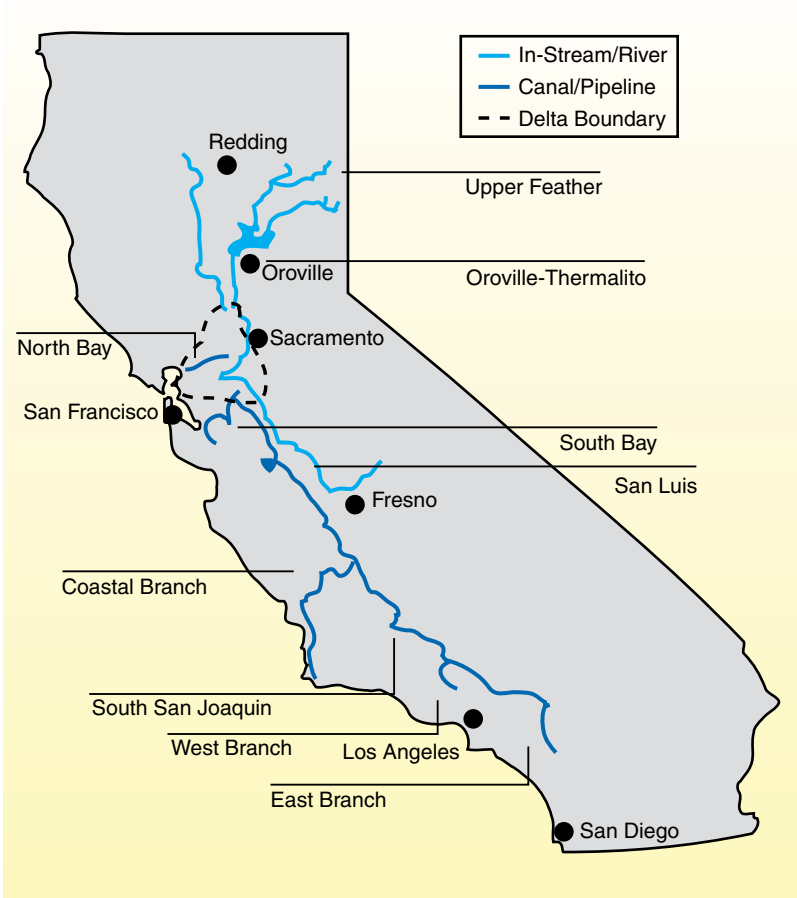 In-Stream/River
Canal/Pipeline
Delta Boundary
Redding
Upper Feather
Oroville
Oroville-Thermalito
Sacramento
North Bay
San Francisco
South Bay
San Luis
Fresno
Coastal Branch
South San Joaquin
West Branch
Los Angeles
East Branch
San Diego